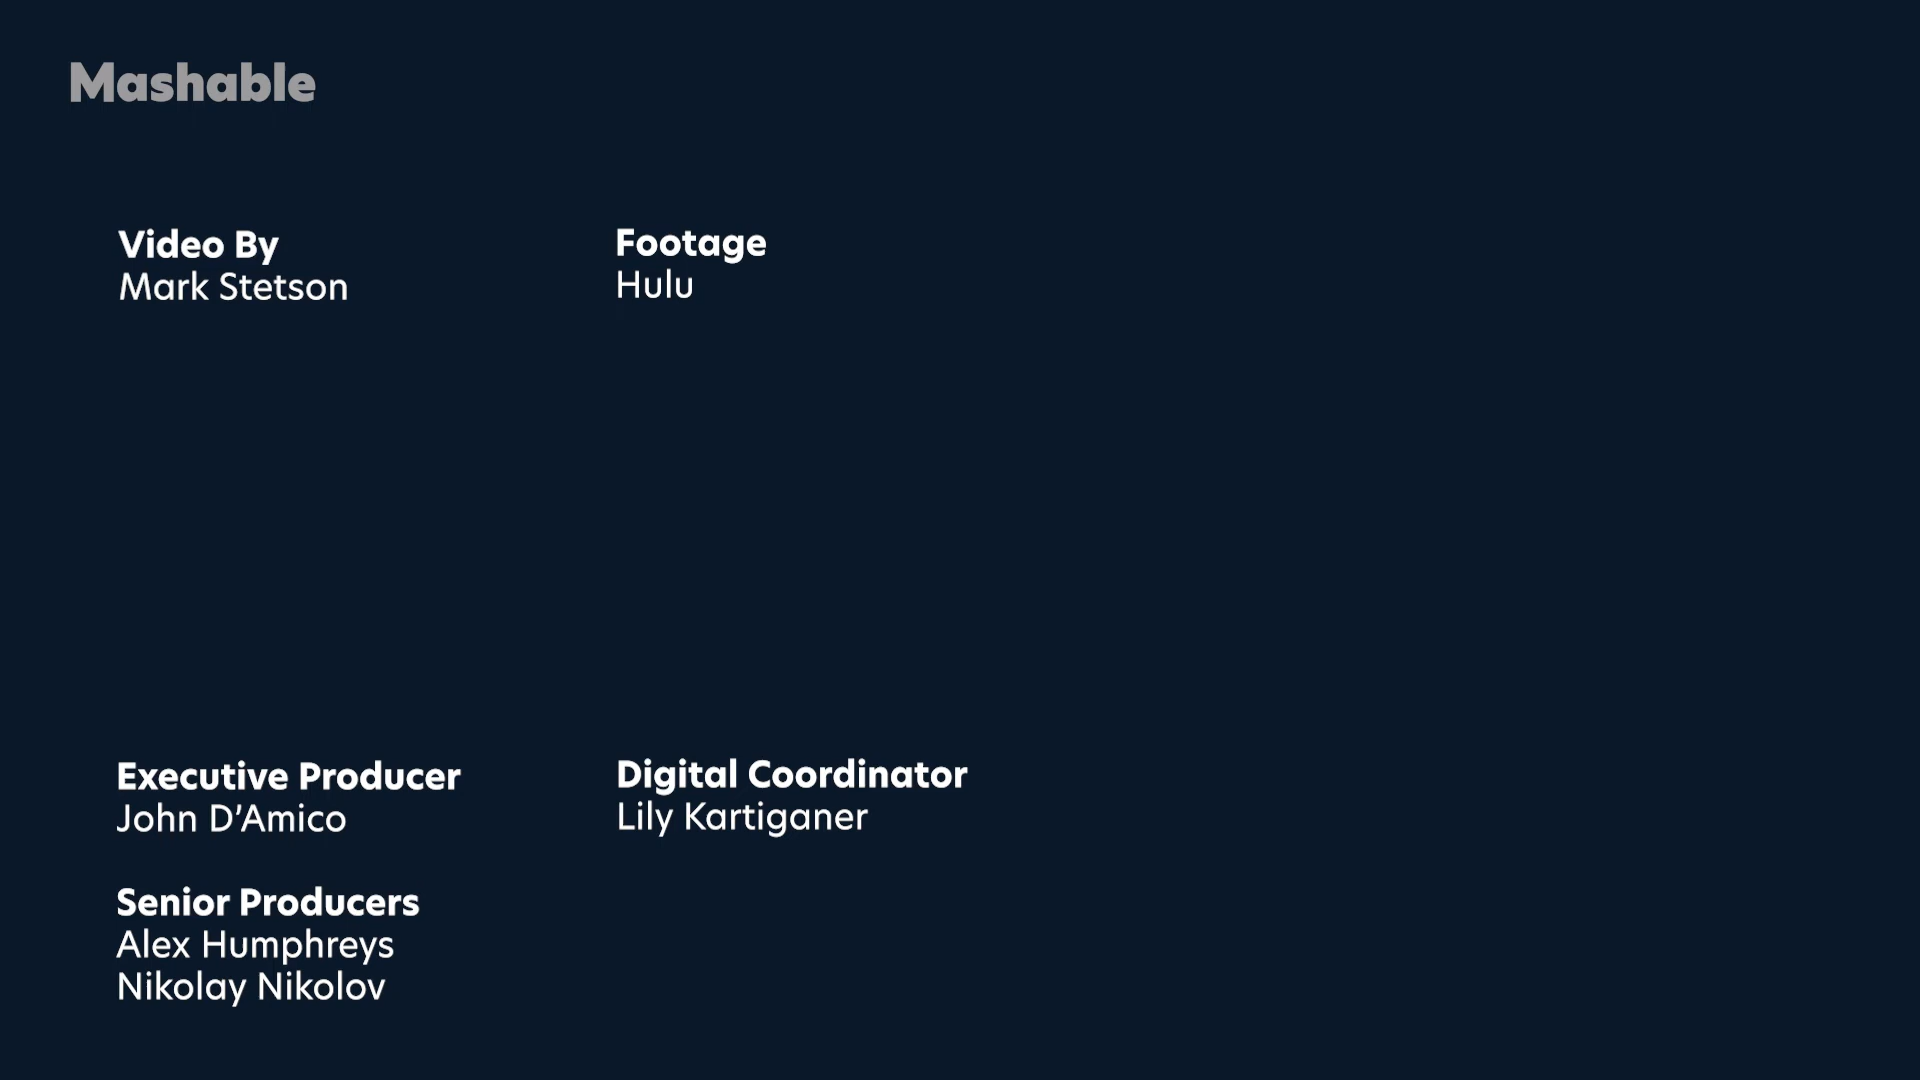 Mashable
Video By
Mark Stetson
Footage
Hulu
Executive Producer
John D’Amico
Senior Producers
Alex Humphreys
Nikolay Nikolov
Digital Coordinator
Lily Kartiganer